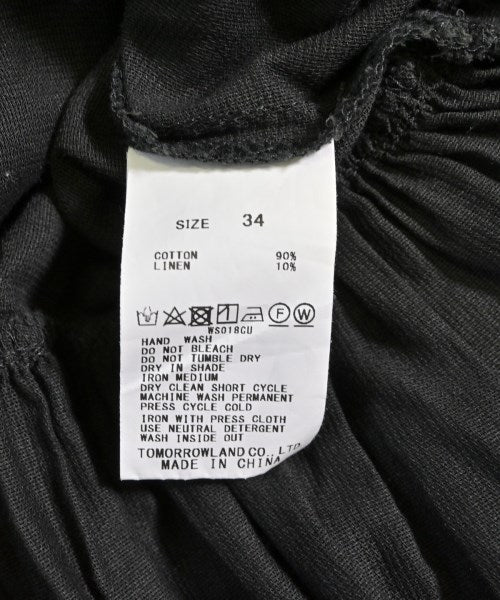 SIZE 34
COTTON 90%
LINEN 10%
F W
WS018CU
HAND WASH
DO NOT BLEACH
DO NOT TUMBLE DRY
DRY IN SHADE
IRON MEDIUM
DRY CLEAN SHORT CYCLE
MACHINE WASH PERMANENT
PRESS CYCLE COLD
IRON WITH PRESS CLOTH
USE NEUTRAL DETERGENT
WASH INSIDE OUT
TOMORROWLAND CO., LTD.
MADE IN CHINA